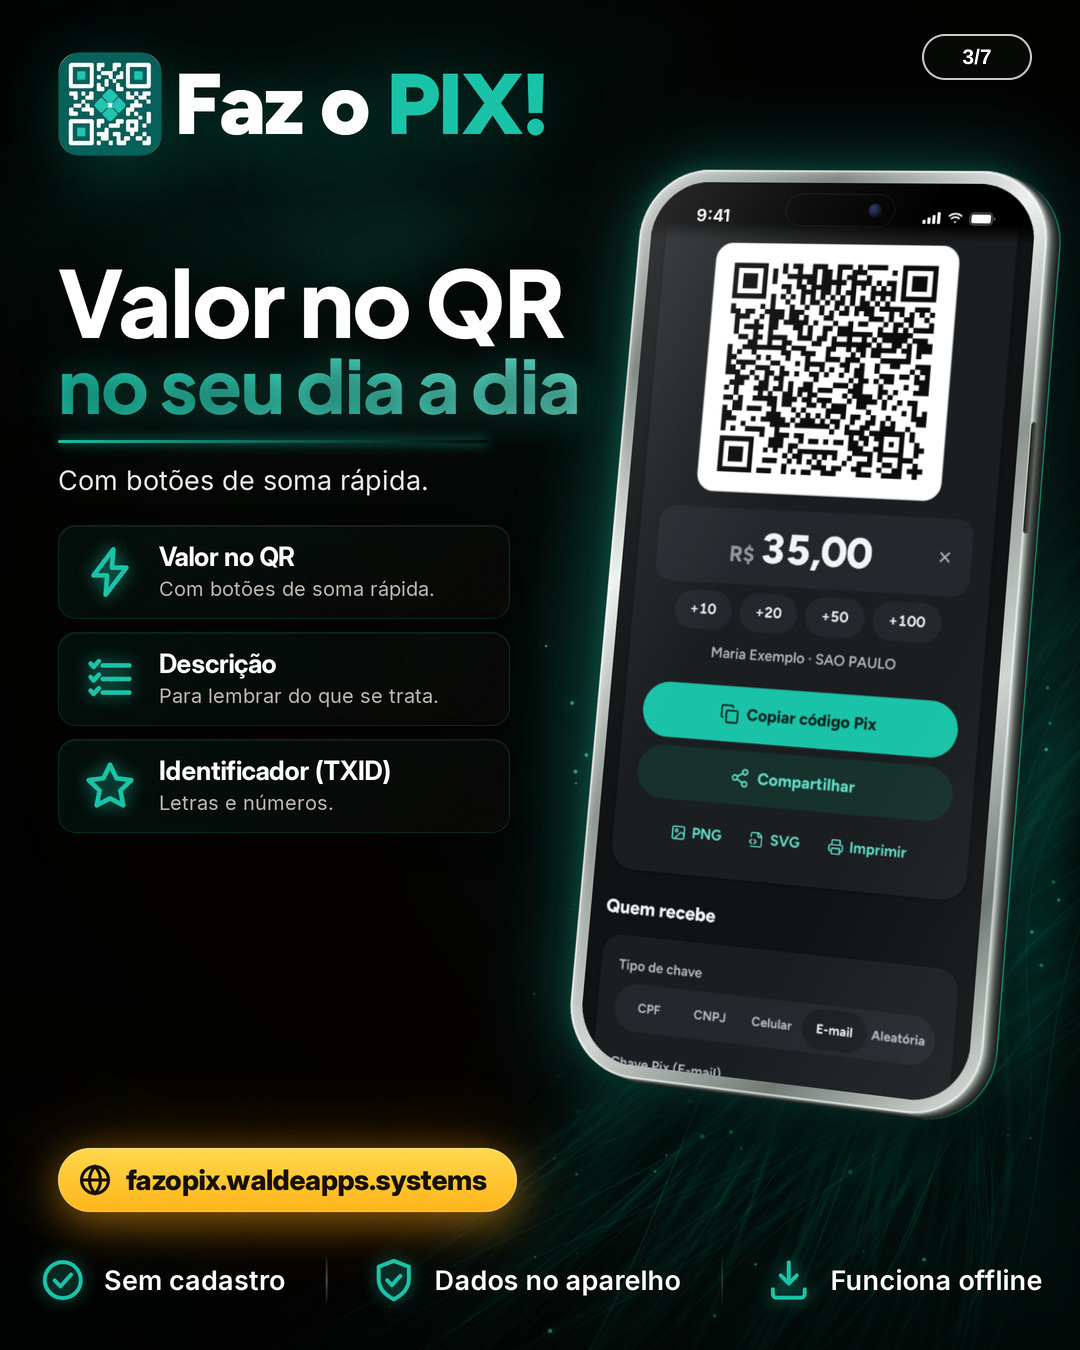 Faz o PIX!
3/7
Valor no QR
no seu dia a dia
Com botões de soma rápida.
Valor no QR
Com botões de soma rápida.
Descrição
Para lembrar do que se trata.
Identificador (TXID)
Letras e números.
9:41
R$ 35,00 ×
+10 +20 +50 +100
Maria Exemplo · SAO PAULO
Copiar código Pix
Compartilhar
PNG SVG Imprimir
Quem recebe
Tipo de chave
CPF CNPJ Celular E-mail Aleatória
Chave Pix (E-mail)
fazopix.waldeapps.systems
Sem cadastro Dados no aparelho Funciona offline